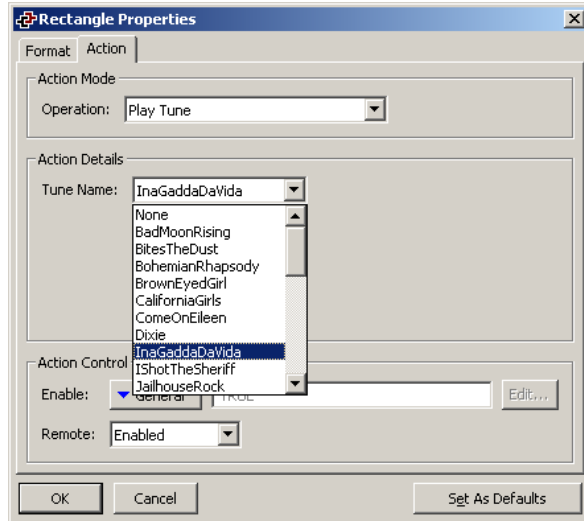 Rectangle Properties
Format Action
Action Mode
Operation: Play Tune
Action Details
Tune Name: InaGaddaDaVida
None
BadMoonRising
BitesTheDust
BohemianRhapsody
BrownEyedGirl
CaliforniaGirls
ComeOnEileen
Dixie
InaGaddaDaVida
IShotTheSheriff
JailhouseRock
Action Control
Enable: General TRUE Edit...
Remote: Enabled
OK Cancel Set As Defaults